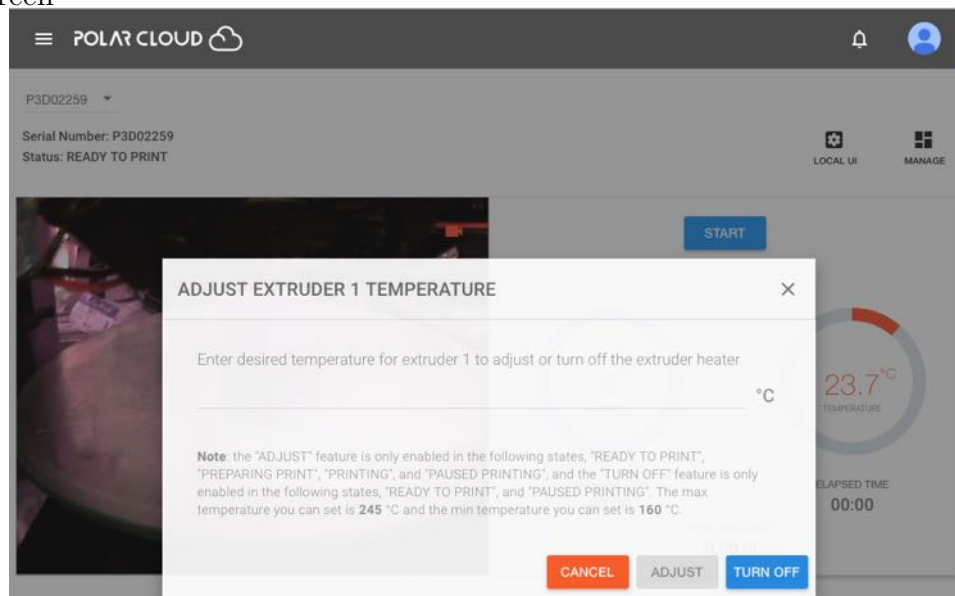 POLAR CLOUD
P3D02259
Serial Number: P3D02259
Status: READY TO PRINT
LOCAL UI
MANAGE
START
ADJUST EXTRUDER 1 TEMPERATURE
Enter desired temperature for extruder 1 to adjust or turn off the extruder heater
°C
23.7°C
TEMPERATURE
Note: the "ADJUST" feature is only enabled in the following states, "READY TO PRINT",
"PREPARING PRINT", "PRINTING", and "PAUSED PRINTING", and the "TURN OFF" feature is only
enabled in the following states, "READY TO PRINT", and "PAUSED PRINTING". The max
temperature you can set is 245 °C and the min temperature you can set is 160 °C.
ELAPSED TIME
00:00
CANCEL
ADJUST
TURN OFF